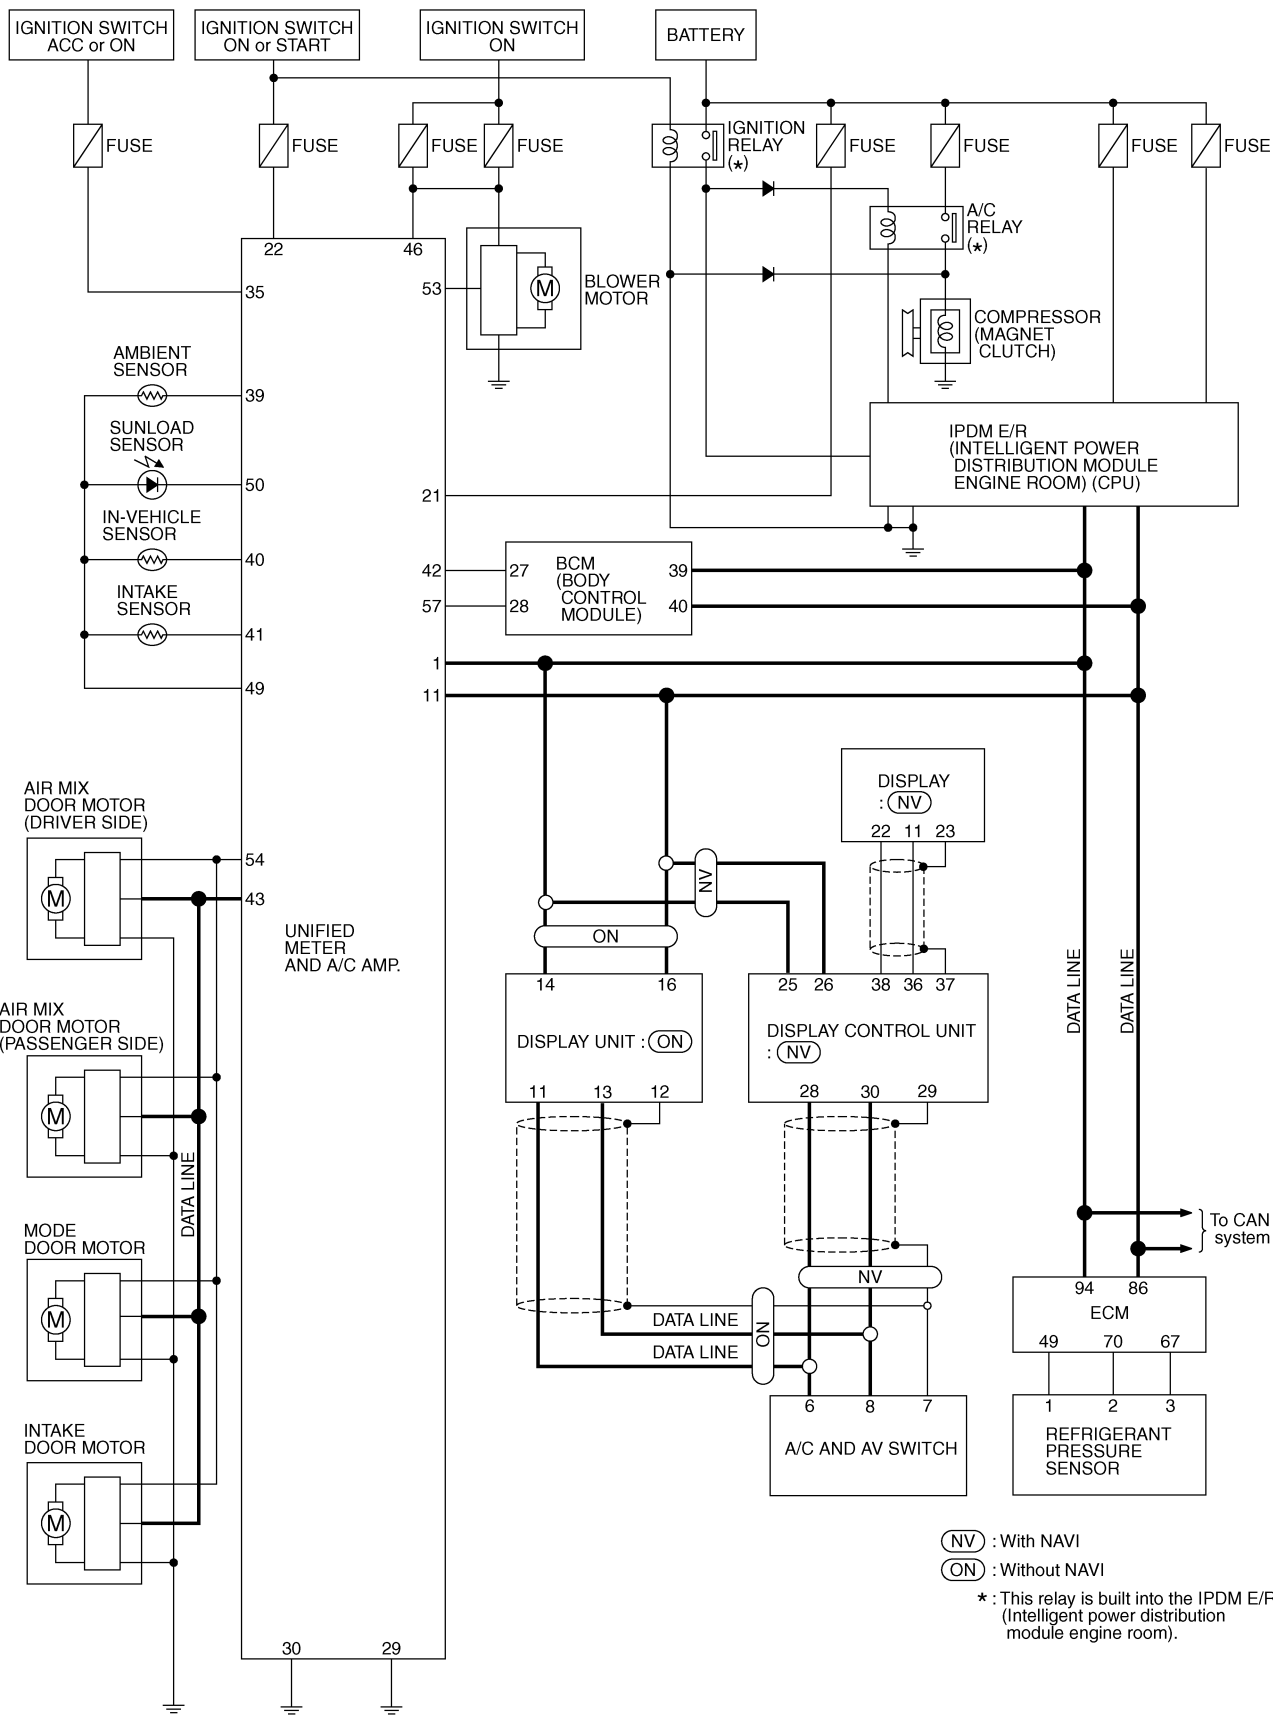 IGNITION SWITCH
ACC or ON
IGNITION SWITCH
ON or START
IGNITION SWITCH
ON
BATTERY
FUSE
FUSE
FUSE
FUSE
IGNITION
RELAY
(*)
FUSE
FUSE
FUSE
FUSE
A/C
RELAY
(*)
22
46
35
53
M
BLOWER
MOTOR
COMPRESSOR
(MAGNET
CLUTCH)
AMBIENT
SENSOR
39
SUNLOAD
SENSOR
50
IN-VEHICLE
SENSOR
40
INTAKE
SENSOR
41
49
IPDM E/R
(INTELLIGENT POWER
DISTRIBUTION MODULE
ENGINE ROOM) (CPU)
21
42
27
BCM
(BODY
CONTROL
MODULE)
39
57
28
40
1
11
AIR MIX
DOOR MOTOR
(DRIVER SIDE)
M
54
43
UNIFIED
METER
AND A/C AMP.
DISPLAY
: NV
22 11 23
NV
ON
14
16
25 26
38 36 37
DATA LINE
DATA LINE
AIR MIX
DOOR MOTOR
(PASSENGER SIDE)
M
DISPLAY UNIT : ON
11
13
12
DISPLAY CONTROL UNIT
: NV
28
30
29
DATA LINE
MODE
DOOR MOTOR
M
To CAN
system
NV
ON
DATA LINE
DATA LINE
94
86
ECM
49
70
67
6
8
7
A/C AND AV SWITCH
1
2
3
REFRIGERANT
PRESSURE
SENSOR
INTAKE
DOOR MOTOR
M
NV : With NAVI
ON : Without NAVI
* : This relay is built into the IPDM E/R
(Intelligent power distribution
module engine room).
30
29